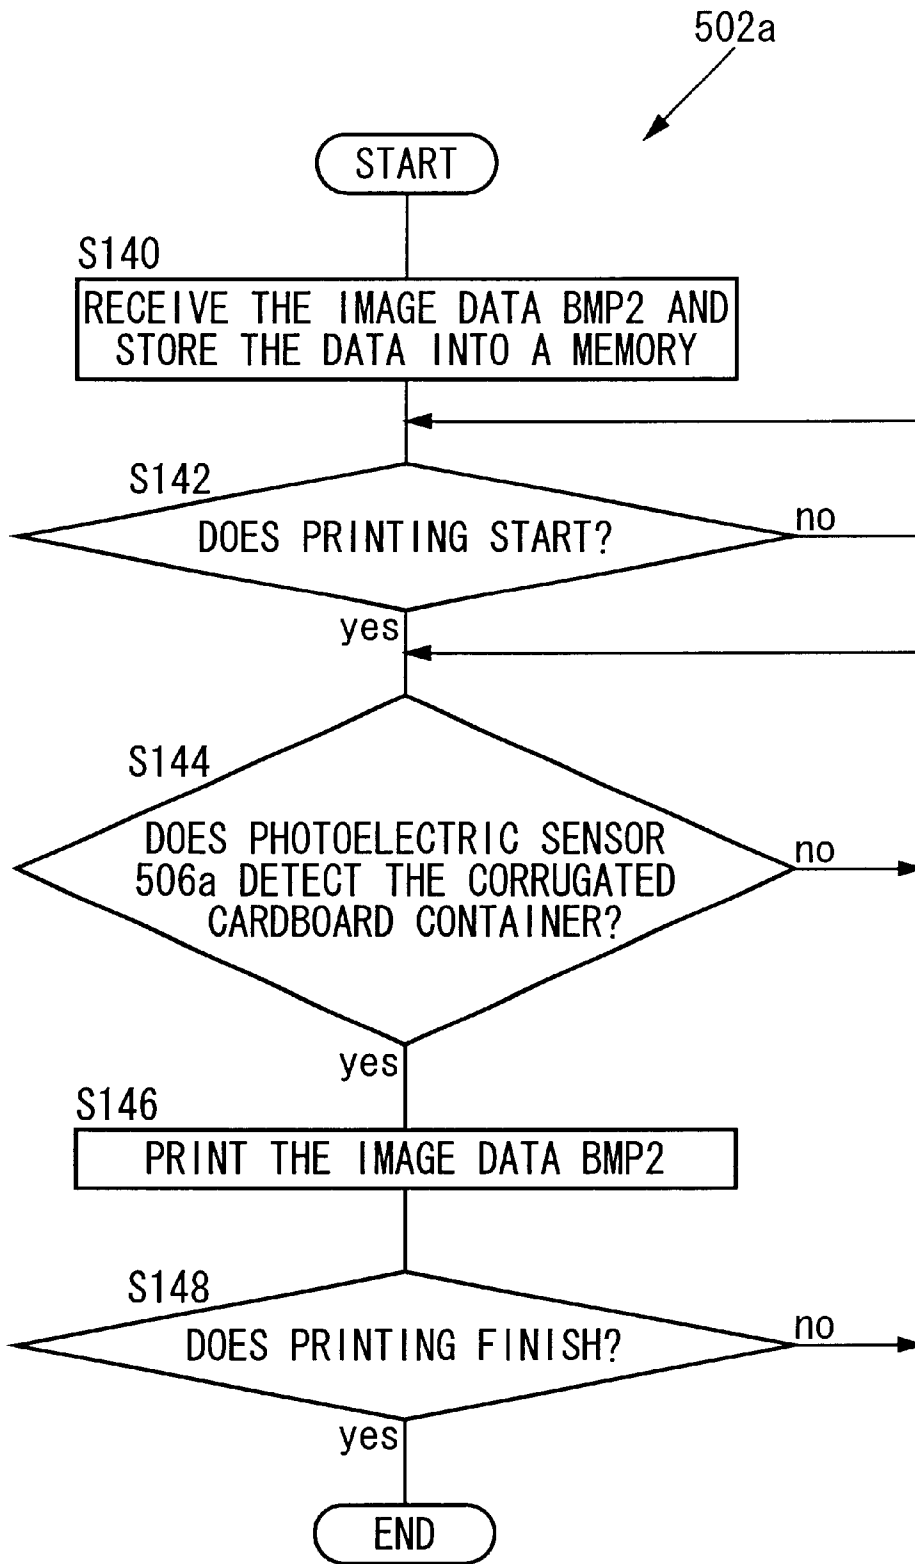 502a
START
S140
RECEIVE THE IMAGE DATA BMP2 AND
STORE THE DATA INTO A MEMORY
S142
DOES PRINTING START?
no
yes
S144
DOES PHOTOELECTRIC SENSOR
506a DETECT THE CORRUGATED
CARDBOARD CONTAINER?
no
yes
S146
PRINT THE IMAGE DATA BMP2
S148
DOES PRINTING FINISH?
no
yes
END